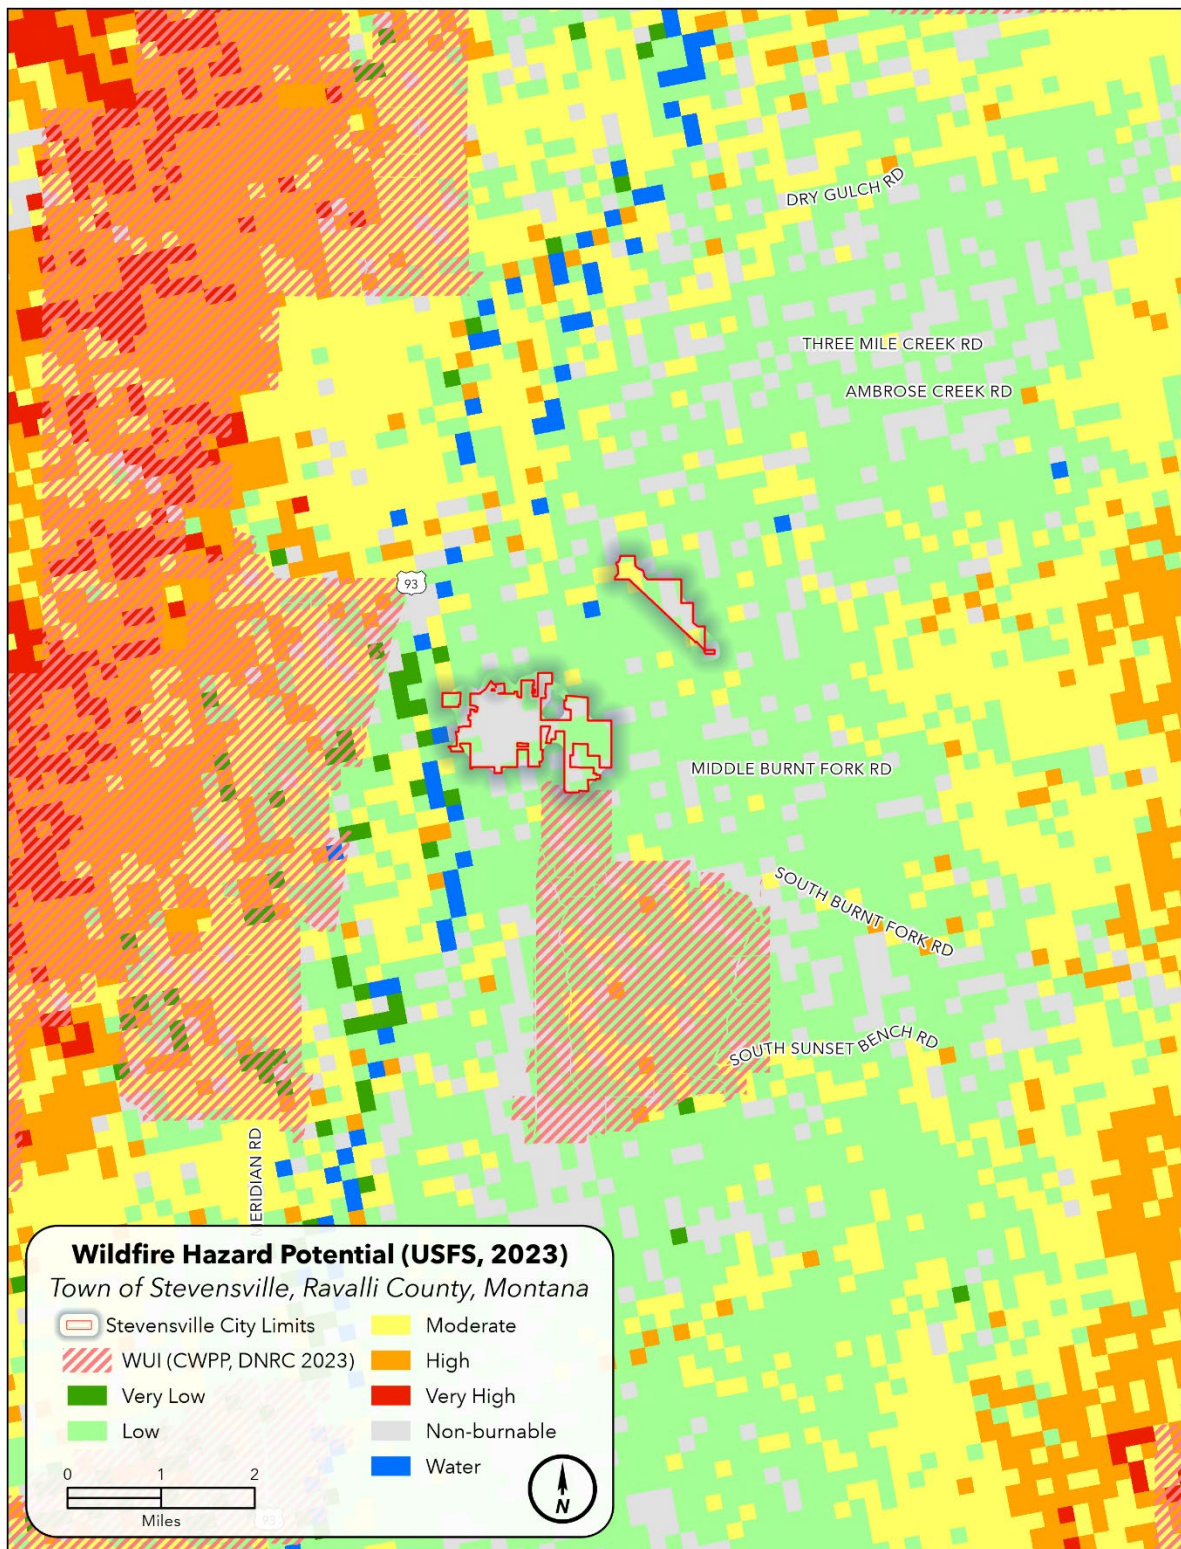 DRY GULCH RD
THREE MILE CREEK RD
AMBROSE CREEK RD
93
MIDDLE BURNT FORK RD
SOUTH BURNT FORK RD
SOUTH SUNSET BENCH RD
MERIDIAN RD
Wildfire Hazard Potential (USFS, 2023)
Town of Stevensville, Ravalli County, Montana
Stevensville City Limits
WUI (CWPP, DNRC 2023)
Very Low
Low
Moderate
High
Very High
Non-burnable
Water
0 1 2
Miles
93
N